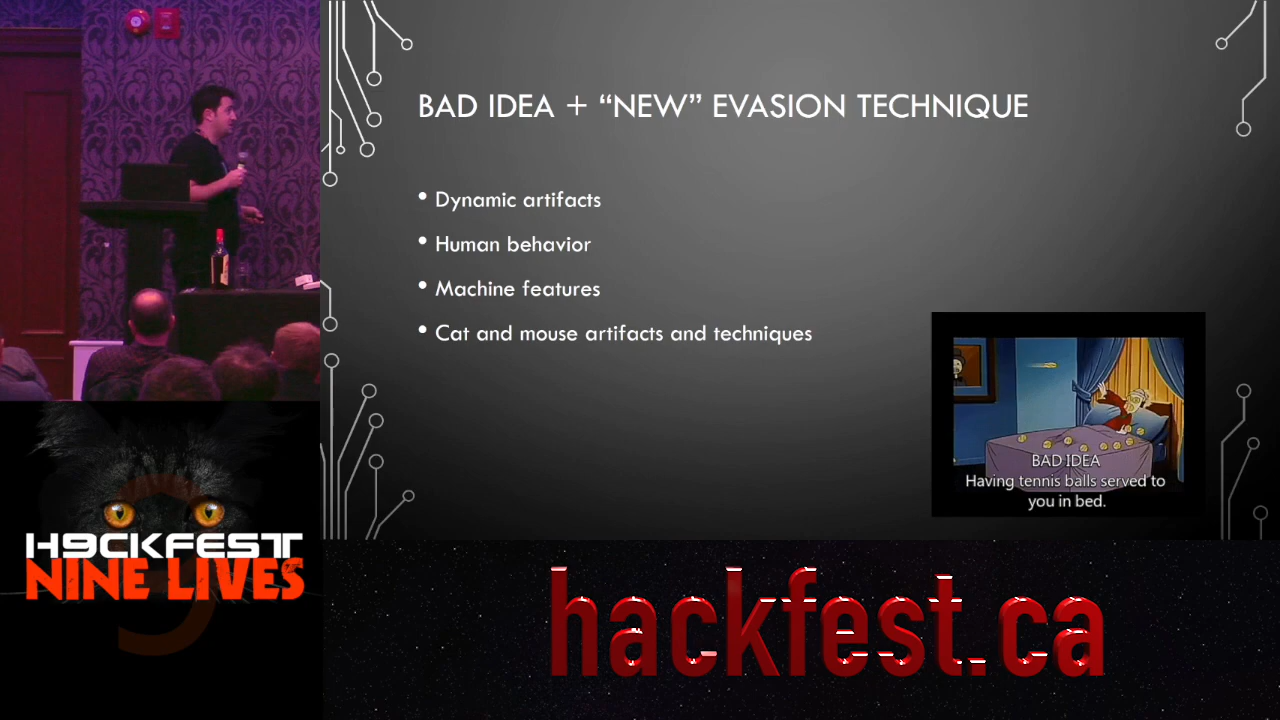 BAD IDEA + “NEW” EVASION TECHNIQUE
• Dynamic artifacts
• Human behavior
• Machine features
• Cat and mouse artifacts and techniques
BAD IDEA
Having tennis balls served to
you in bed.
H9CKFEST
NINE LIVES
hackfest.ca